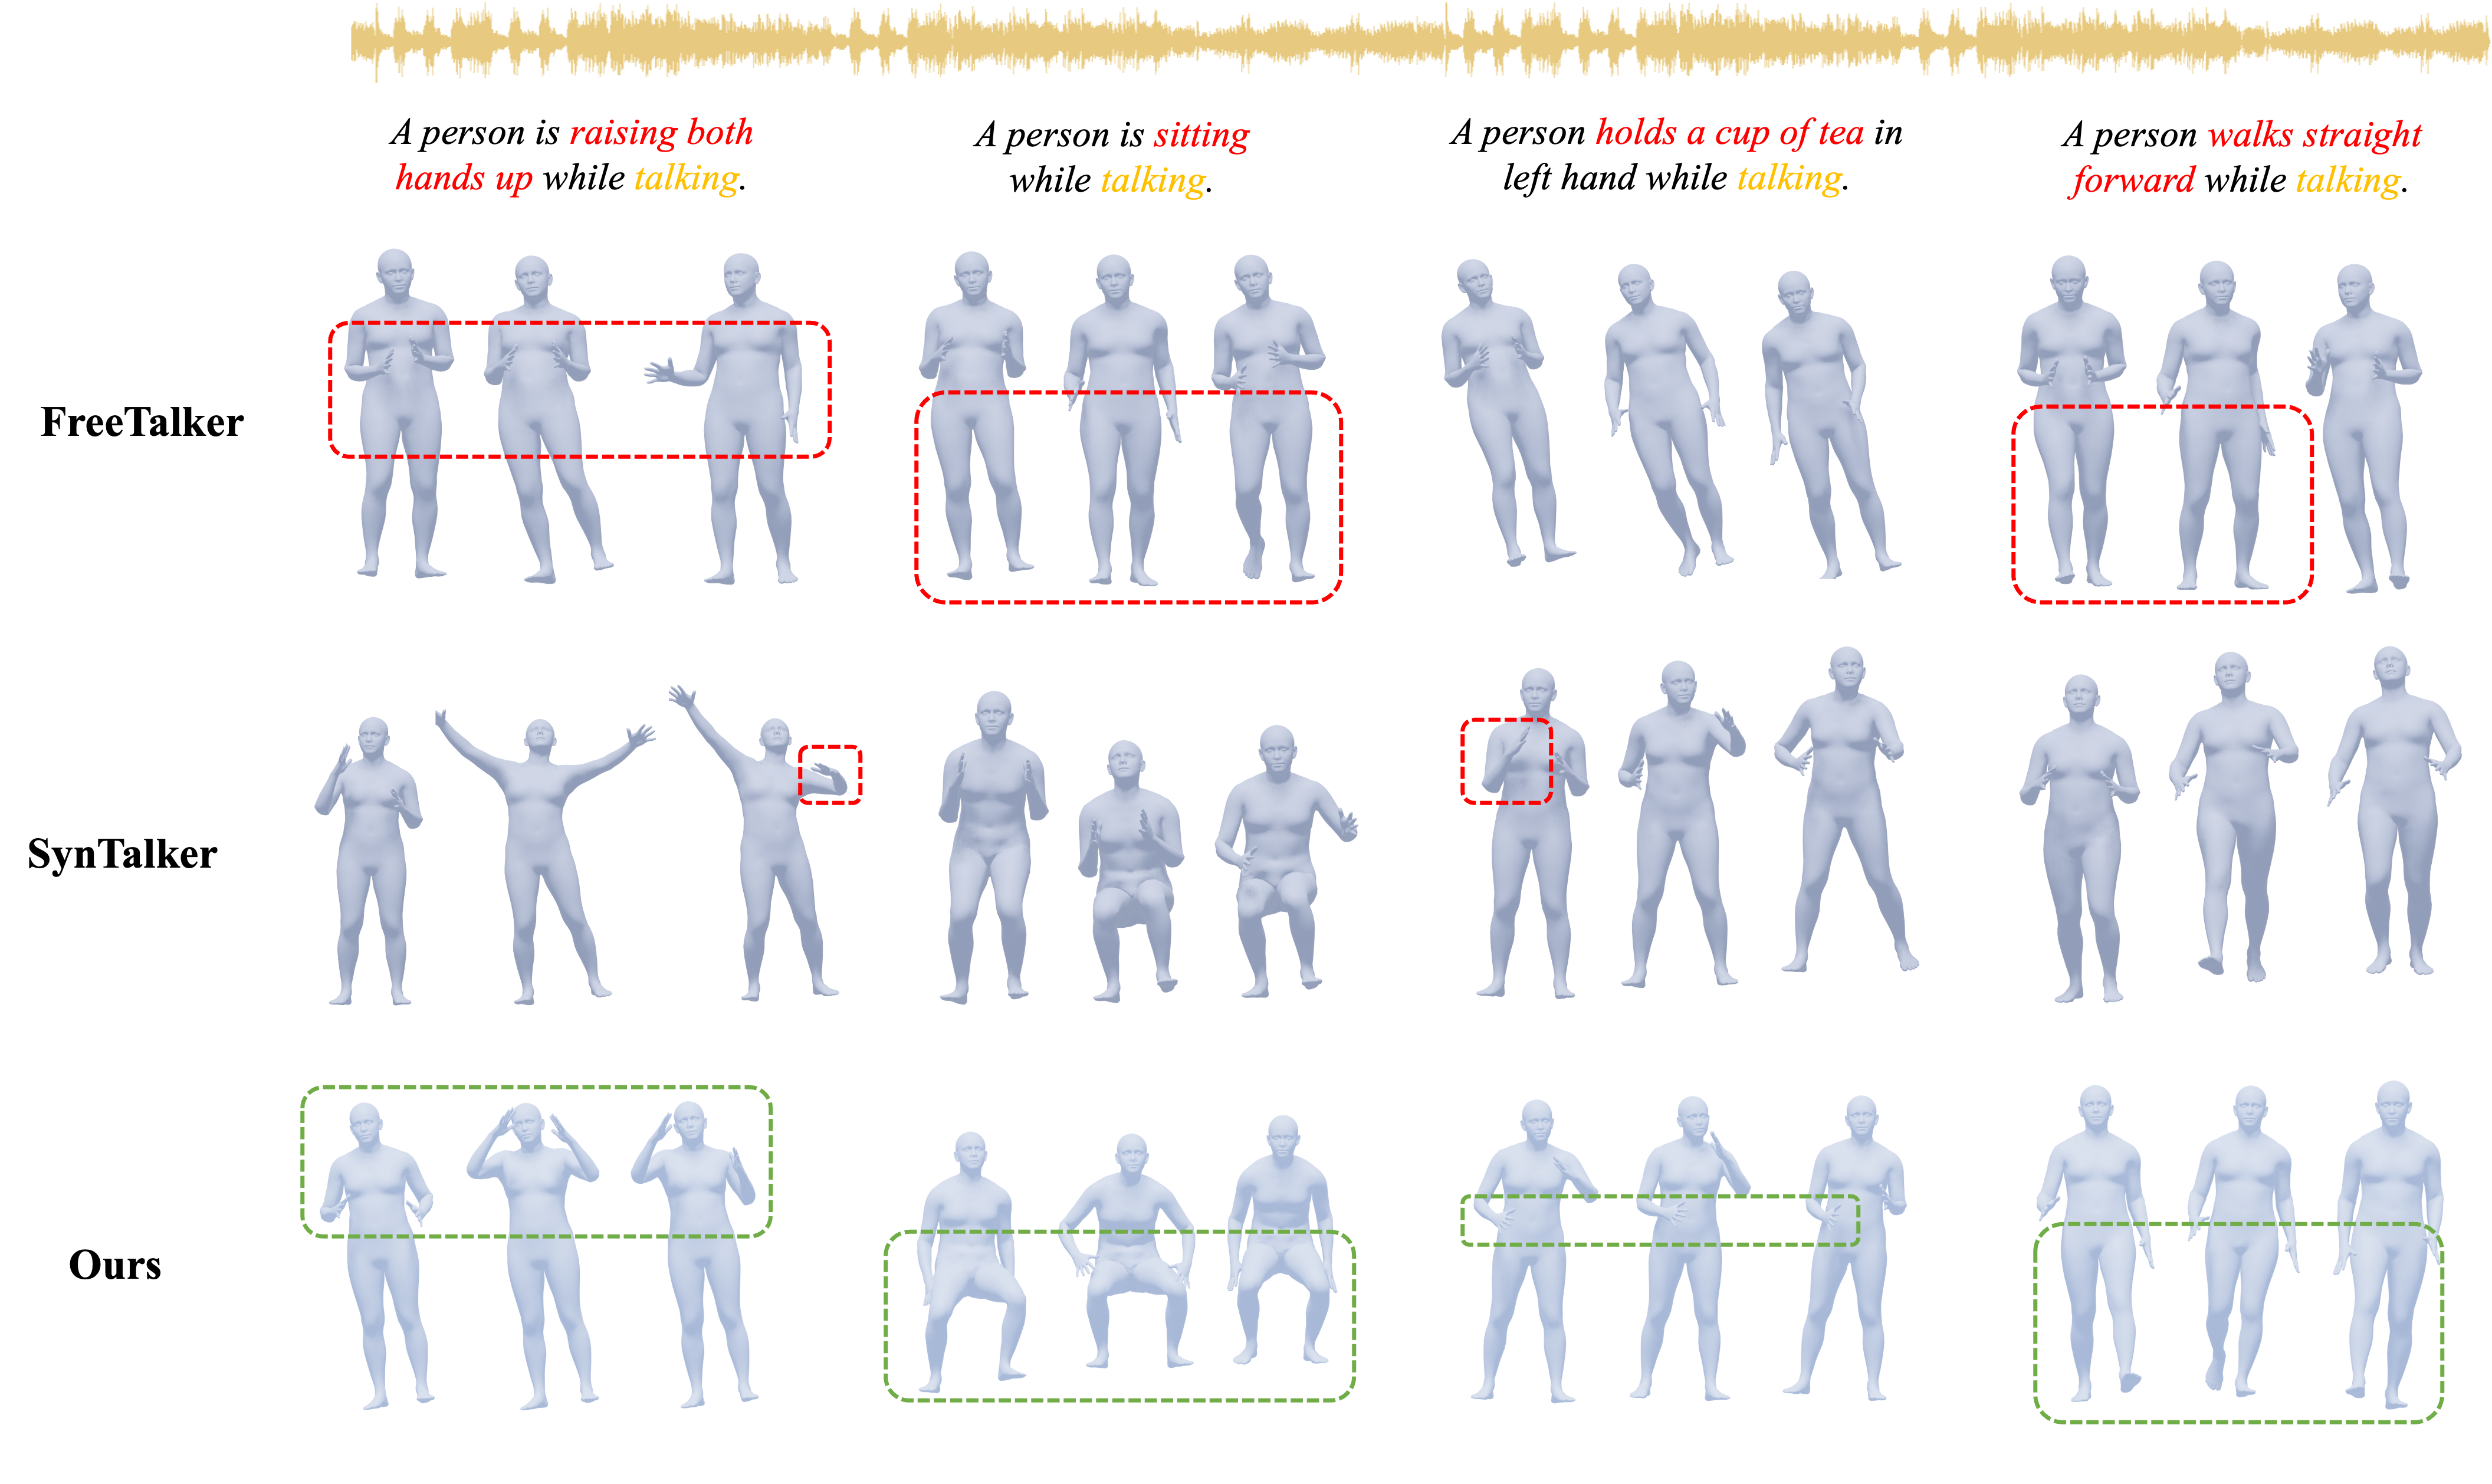 A person is raising both
hands up while talking.
A person is sitting
while talking.
A person holds a cup of tea in
left hand while talking.
A person walks straight
forward while talking.
FreeTalker
SynTalker
Ours